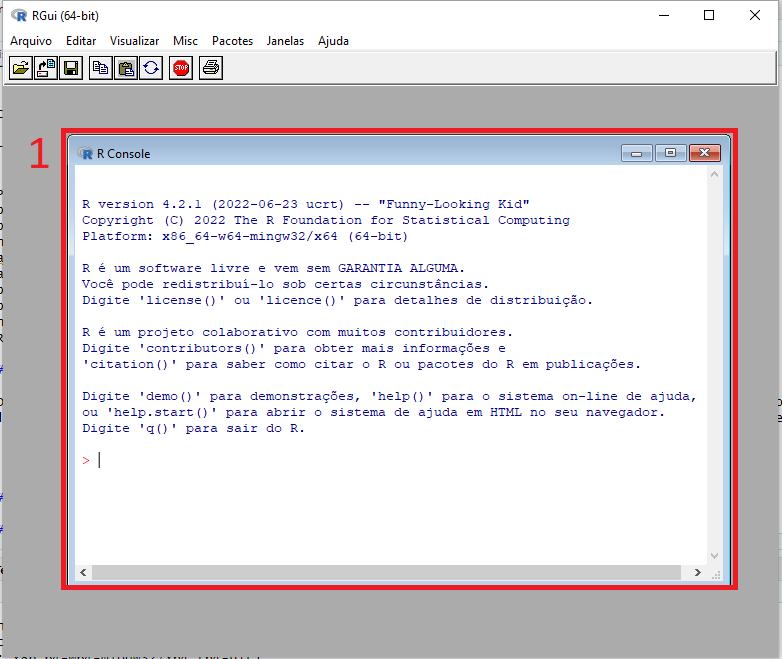 RGui (64-bit)
Arquivo Editar Visualizar Misc Pacotes Janelas Ajuda
STOP
1
R Console
R version 4.2.1 (2022-06-23 ucrt) -- "Funny-Looking Kid"
Copyright (C) 2022 The R Foundation for Statistical Computing
Platform: x86_64-w64-mingw32/x64 (64-bit)
R é um software livre e vem sem GARANTIA ALGUMA.
Você pode redistribuí-lo sob certas circunstâncias.
Digite 'license()' ou 'licence()' para detalhes de distribuição.
R é um projeto colaborativo com muitos contribuidores.
Digite 'contributors()' para obter mais informações e
'citation()' para saber como citar o R ou pacotes do R em publicações.
Digite 'demo()' para demonstrações, 'help()' para o sistema on-line de ajuda,
ou 'help.start()' para abrir o sistema de ajuda em HTML no seu navegador.
Digite 'q()' para sair do R.
>